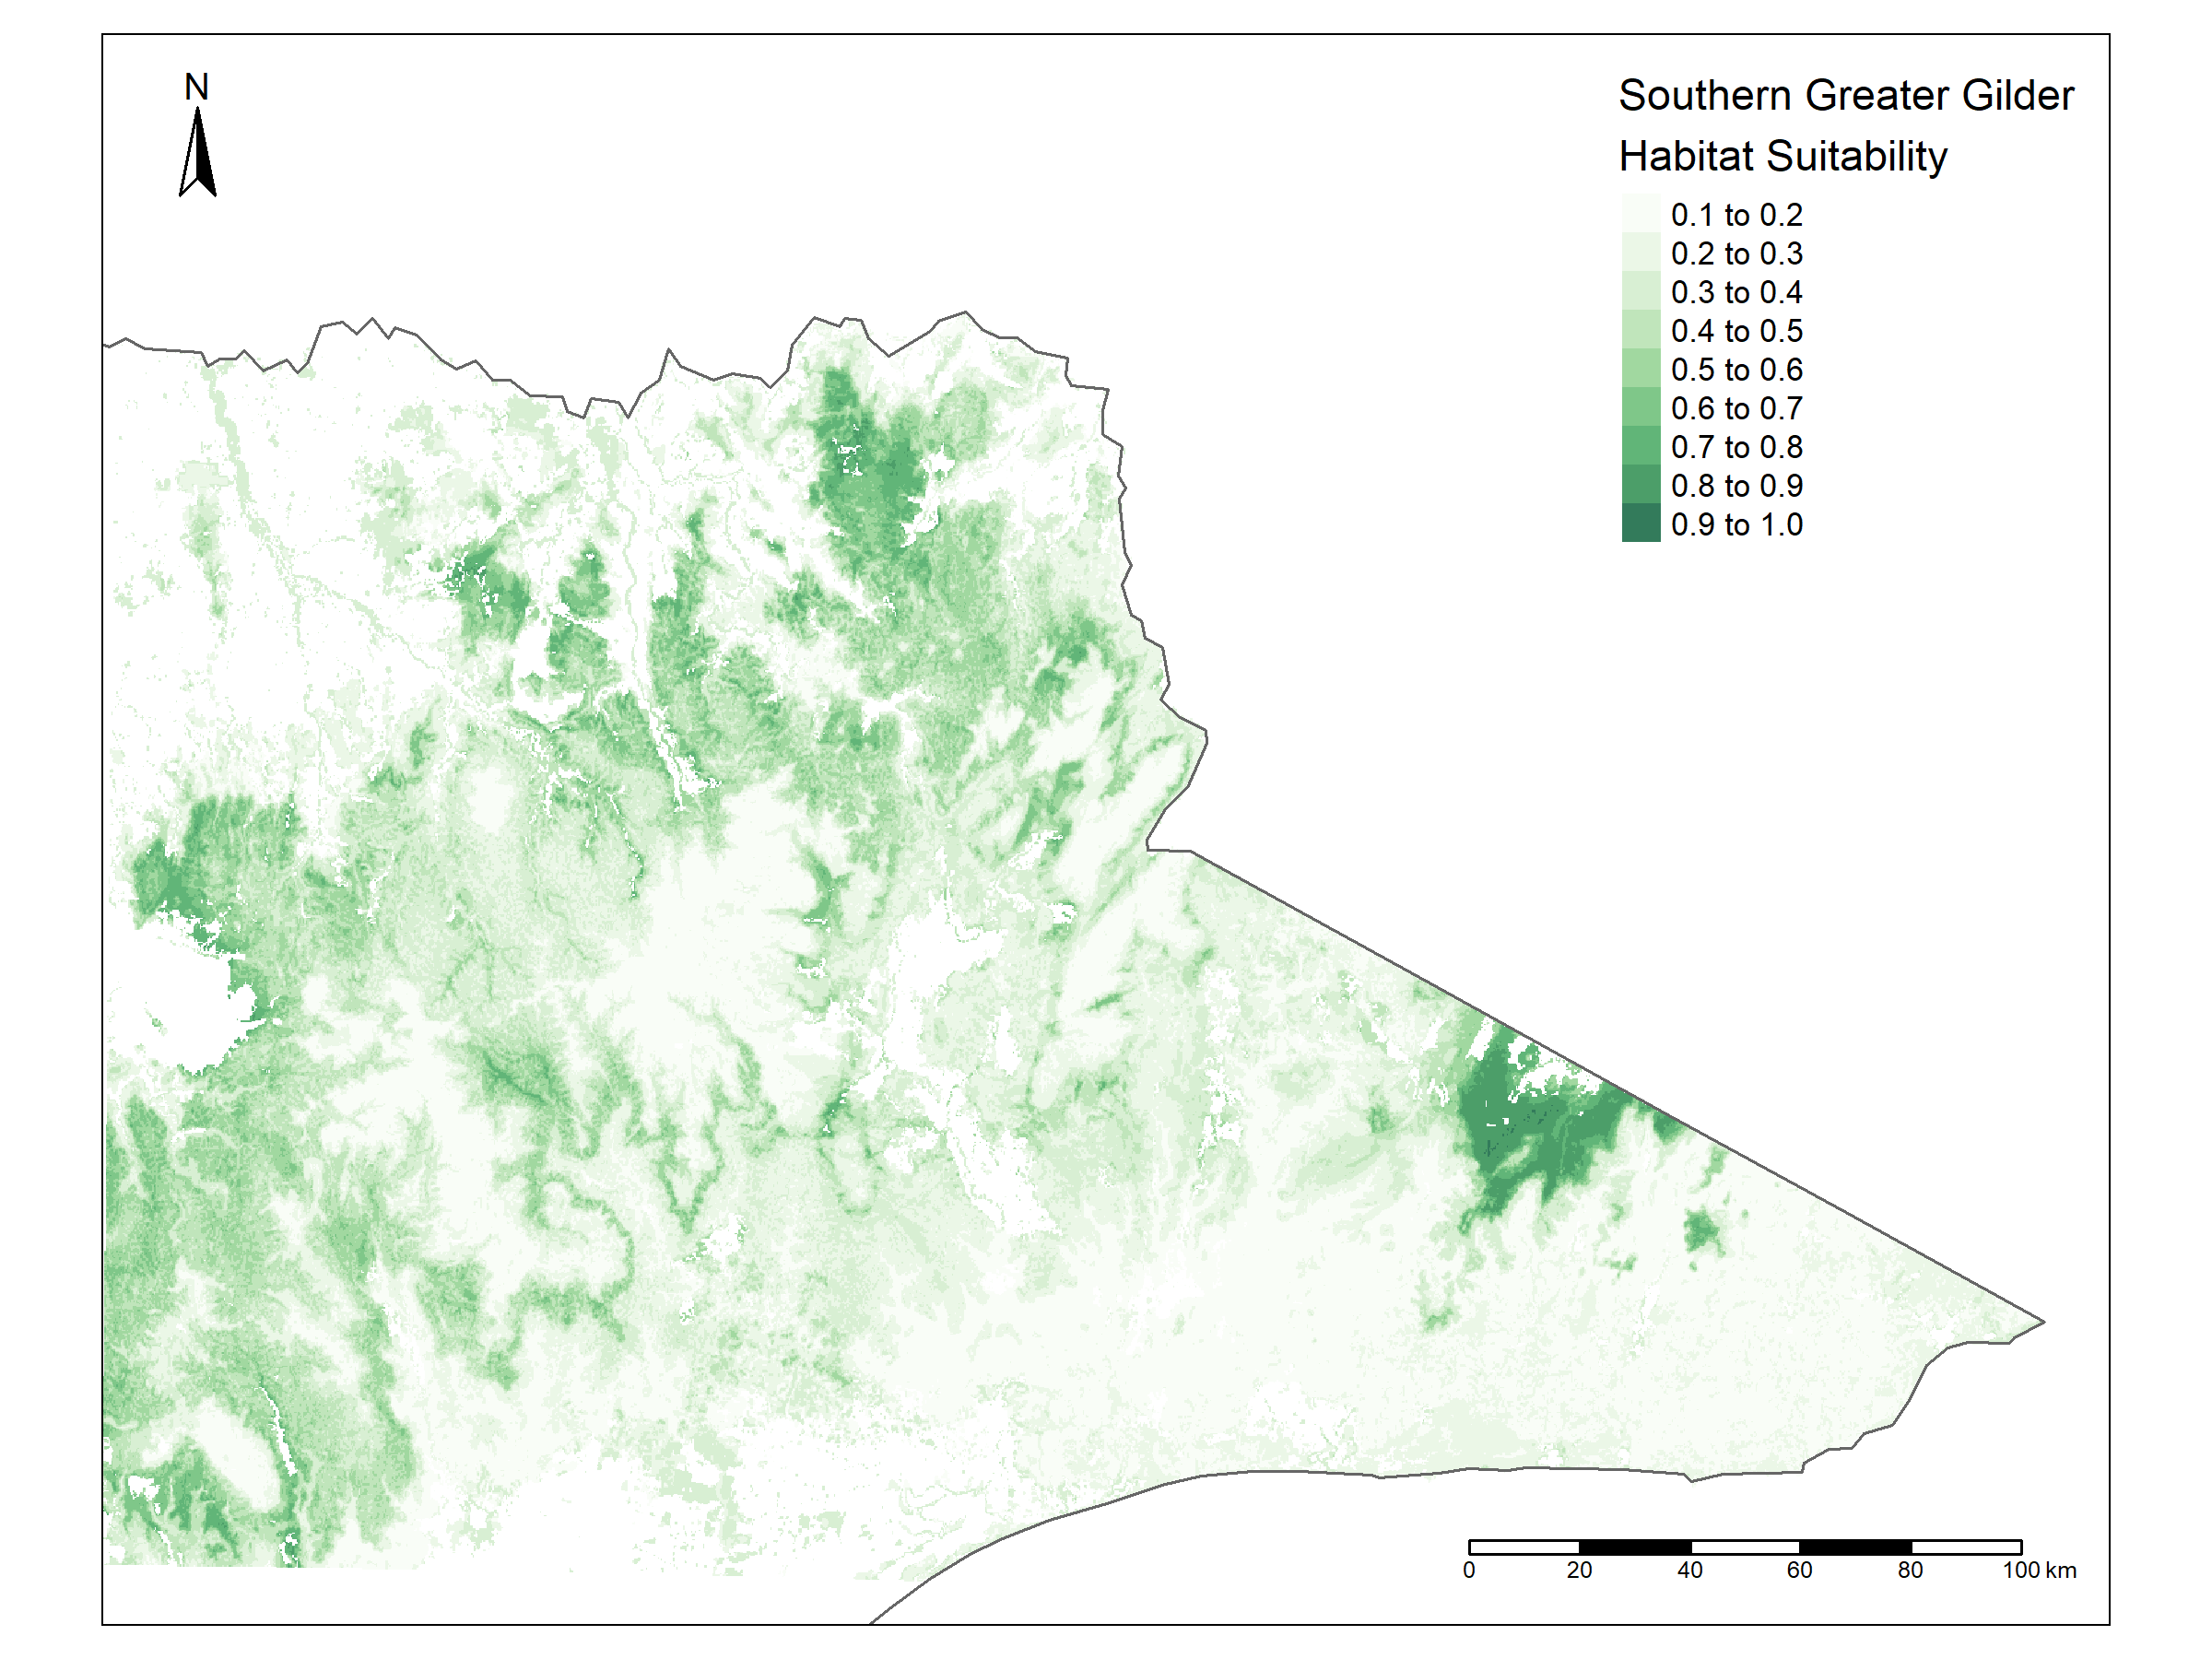 N
Southern Greater Gilder
Habitat Suitability
0.1 to 0.2
0.2 to 0.3
0.3 to 0.4
0.4 to 0.5
0.5 to 0.6
0.6 to 0.7
0.7 to 0.8
0.8 to 0.9
0.9 to 1.0
0 20 40 60 80 100 km